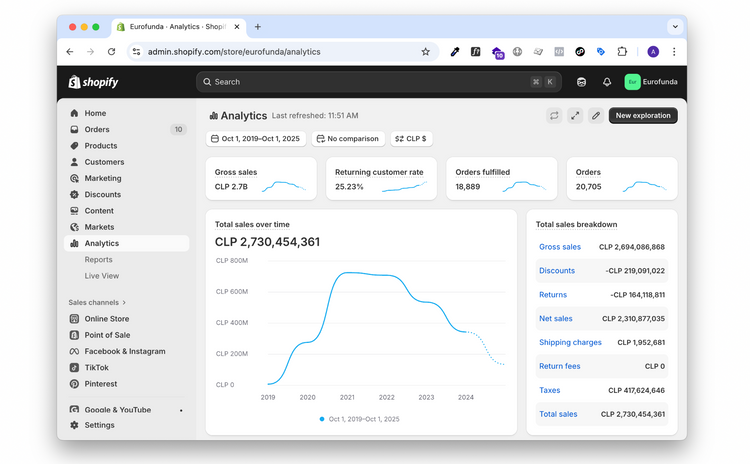 Eurofunda · Analytics · Shopif
admin.shopify.com/store/eurofunda/analytics
10
A
shopify
Search
⌘ K
Eur
Eurofunda
Home
Orders 10
Products
Customers
Marketing
Discounts
Content
Markets
Analytics
Reports
Live View
Sales channels >
Online Store
Point of Sale
Facebook & Instagram
TikTok
Pinterest
Google & YouTube
Settings
Analytics Last refreshed: 11:51 AM
New exploration
Oct 1, 2019–Oct 1, 2025
No comparison
CLP $
Gross sales
CLP 2.7B
Returning customer rate
25.23%
Orders fulfilled
18,889
Orders
20,705
Total sales over time
CLP 2,730,454,361
CLP 800M
CLP 600M
CLP 400M
CLP 200M
CLP 0
2019 2020 2021 2022 2023 2024
Oct 1, 2019–Oct 1, 2025
Total sales breakdown
Gross sales CLP 2,694,086,868
Discounts -CLP 219,091,022
Returns -CLP 164,118,811
Net sales CLP 2,310,877,035
Shipping charges CLP 1,952,681
Return fees CLP 0
Taxes CLP 417,624,646
Total sales CLP 2,730,454,361